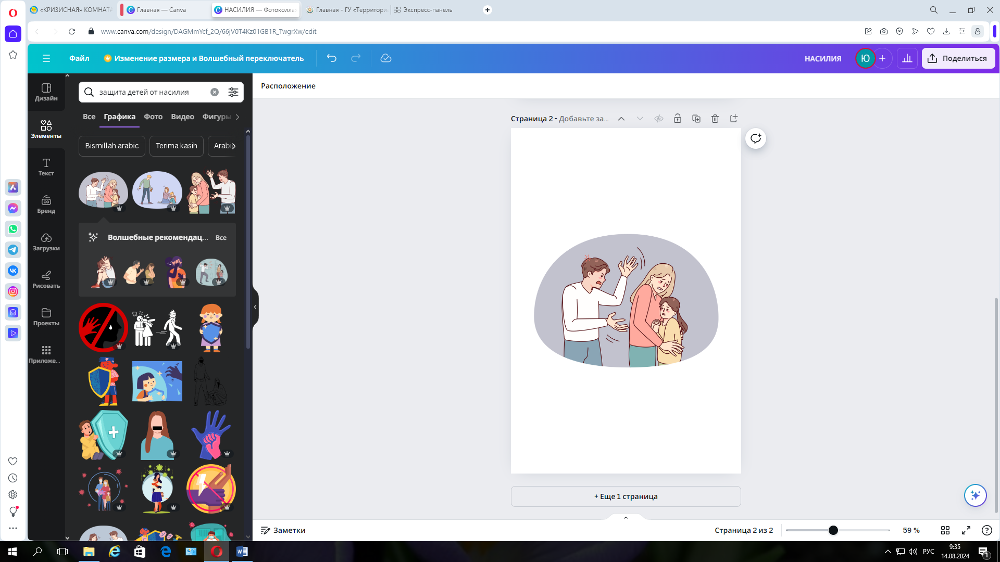 «КРИЗИСНАЯ» КОМНАТА
Главная — Canva
НАСИЛИЯ — Фотоколла
Главная - ГУ «Территори
Экспресс-панель
www.canva.com/design/DAGMmYcf_2Q/66jV0T4Kz01GB1R_TwgrXw/edit
Файл
Изменение размера и Волшебный переключатель
НАСИЛИЯ
Ю
Поделиться
Дизайн
Элементы
Текст
Бренд
Загрузки
Рисовать
Проекты
Приложе...
защита детей от насилия
Все
Графика
Фото
Видео
Фигуры
Bismillah arabic
Terima kasih
Arabi
Волшебные рекомендац...
Все
Расположение
Страница 2 - Добавьте за...
+ Еще 1 страница
Заметки
Страница 2 из 2
59 %
РУС
9:35
14.08.2024
1